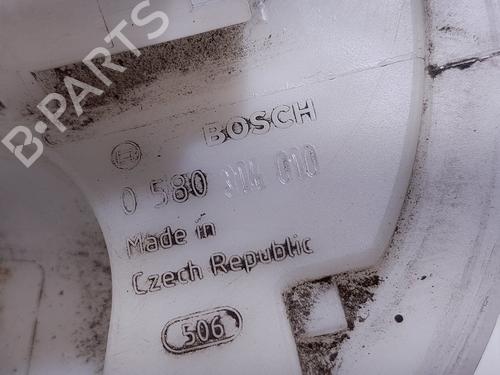 B-PARTS
BOSCH
0 580 314 010
Made in
Czech Republic
506